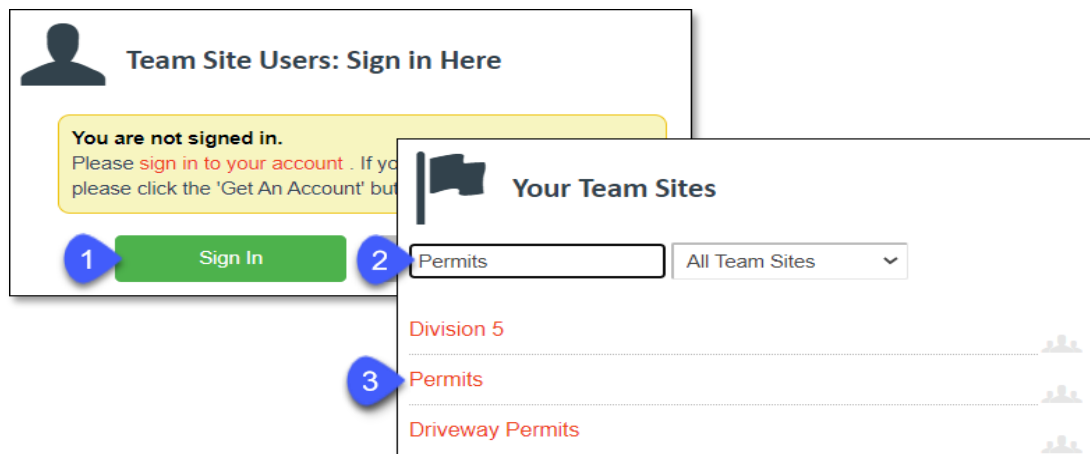 Team Site Users: Sign in Here
You are not signed in.
Please sign in to your account . If
please click the 'Get An Account'
1
Sign In
Your Team Sites
2
Permits
All Team Sites
Division 5
3
Permits
Driveway Permits